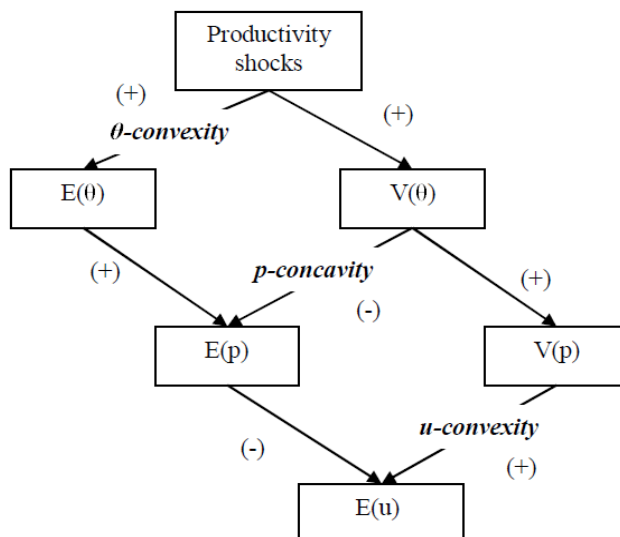 Productivity
shocks
(+)
(+)
θ-convexity
E(θ)
V(θ)
(+)
p-concavity
(+)
(-)
E(p)
V(p)
u-convexity
(-)
(+)
E(u)